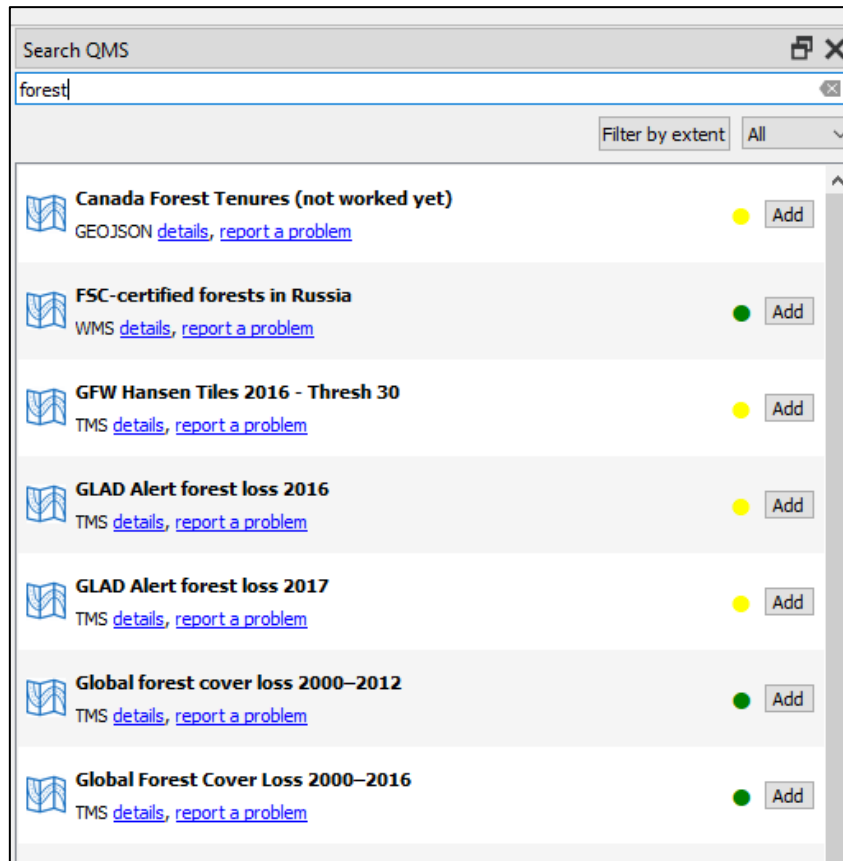 Search QMS
forest
Filter by extent All
Canada Forest Tenures (not worked yet)
GEOJSON details, report a problem
Add
FSC-certified forests in Russia
WMS details, report a problem
Add
GFW Hansen Tiles 2016 - Thresh 30
TMS details, report a problem
Add
GLAD Alert forest loss 2016
TMS details, report a problem
Add
GLAD Alert forest loss 2017
TMS details, report a problem
Add
Global forest cover loss 2000–2012
TMS details, report a problem
Add
Global Forest Cover Loss 2000–2016
TMS details, report a problem
Add